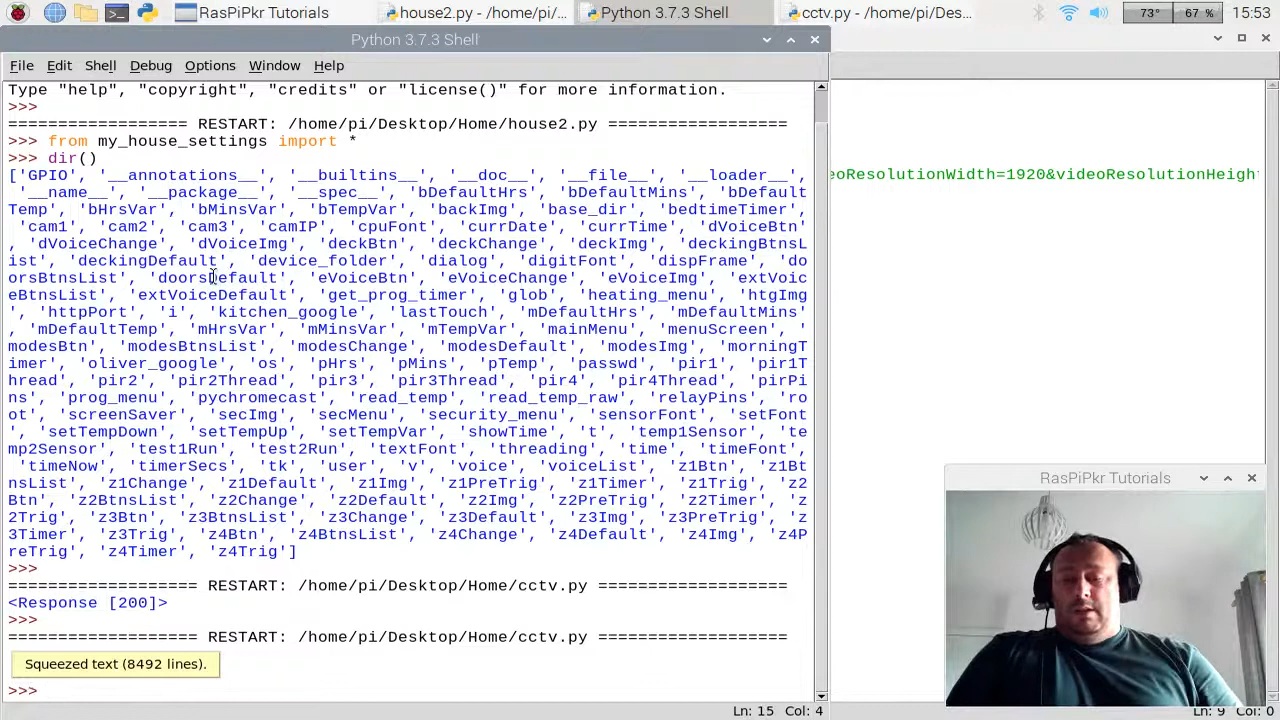 RasPiPkr Tutorials
house2.py - /home/pi/...
Python 3.7.3 Shell
cctv.py - /home/pi/Des...
73°
67 %
15:53
Python 3.7.3 Shell
File Edit Shell Debug Options Window Help
Type "help", "copyright", "credits" or "license()" for more information.
>>>
================= RESTART: /home/pi/Desktop/Home/house2.py =================
>>> from my_house_settings import *
>>> dir()
['GPIO', '__annotations__', '__builtins__', '__doc__', '__file__', '__loader__',
'__name__', '__package__', '__spec__', 'bDefaultHrs', 'bDefaultMins', 'bDefault
Temp', 'bHrsVar', 'bMinsVar', 'bTempVar', 'backImg', 'base_dir', 'bedtimeTimer',
'cam1', 'cam2', 'cam3', 'camIP', 'cpuFont', 'currDate', 'currTime', 'dVoiceBtn'
, 'dVoiceChange', 'dVoiceImg', 'deckBtn', 'deckChange', 'deckImg', 'deckingBtnsL
ist', 'deckingDefault', 'device_folder', 'dialog', 'digitFont', 'dispFrame', 'do
orsBtnsList', 'doorsDefault', 'eVoiceBtn', 'eVoiceChange', 'eVoiceImg', 'extVoic
eBtnsList', 'extVoiceDefault', 'get_prog_timer', 'glob', 'heating_menu', 'htgImg
', 'httpPort', 'i', 'kitchen_google', 'lastTouch', 'mDefaultHrs', 'mDefaultMins'
, 'mDefaultTemp', 'mHrsVar', 'mMinsVar', 'mTempVar', 'mainMenu', 'menuScreen', '
modesBtn', 'modesBtnsList', 'modesChange', 'modesDefault', 'modesImg', 'morningT
imer', 'oliver_google', 'os', 'pHrs', 'pMins', 'pTemp', 'passwd', 'pir1', 'pir1T
hread', 'pir2', 'pir2Thread', 'pir3', 'pir3Thread', 'pir4', 'pir4Thread', 'pirPi
ns', 'prog_menu', 'pychromecast', 'read_temp', 'read_temp_raw', 'relayPins', 'ro
ot', 'screenSaver', 'secImg', 'secMenu', 'security_menu', 'sensorFont', 'setFont
', 'setTempDown', 'setTempUp', 'setTempVar', 'showTime', 't', 'temp1Sensor', 'te
mp2Sensor', 'test1Run', 'test2Run', 'textFont', 'threading', 'time', 'timeFont',
'timeNow', 'timerSecs', 'tk', 'user', 'v', 'voice', 'voiceList', 'z1Btn', 'z1Bt
nsList', 'z1Change', 'z1Default', 'z1Img', 'z1PreTrig', 'z1Timer', 'z1Trig', 'z2
Btn', 'z2BtnsList', 'z2Change', 'z2Default', 'z2Img', 'z2PreTrig', 'z2Timer', 'z
2Trig', 'z3Btn', 'z3BtnsList', 'z3Change', 'z3Default', 'z3Img', 'z3PreTrig', 'z
3Timer', 'z3Trig', 'z4Btn', 'z4BtnsList', 'z4Change', 'z4Default', 'z4Img', 'z4P
reTrig', 'z4Timer', 'z4Trig']
>>>
================== RESTART: /home/pi/Desktop/Home/cctv.py ==================
<Response [200]>
>>>
================== RESTART: /home/pi/Desktop/Home/cctv.py ==================
Squeezed text (8492 lines).
>>>
Ln: 15 Col: 4
eoResolutionWidth=1920&videoResolutionHeigh
RasPiPkr Tutorials
Ln: 9 Col: 0